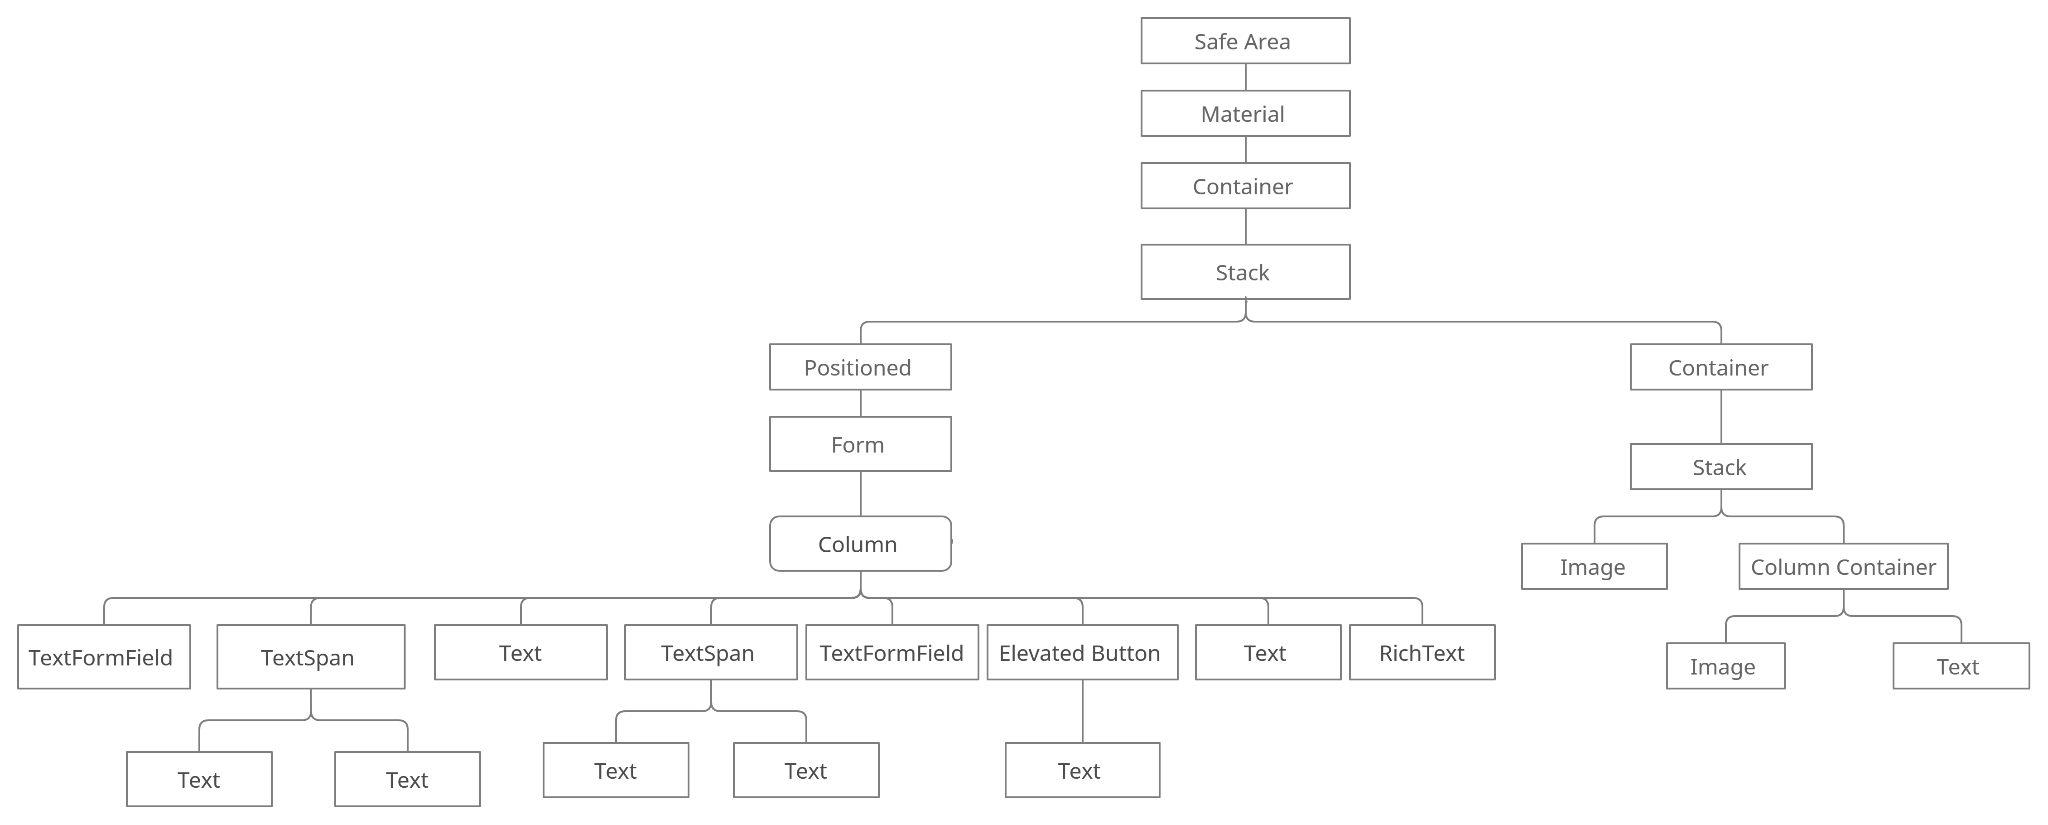 Safe Area
Material
Container
Stack
Positioned
Container
Form
Stack
Column
Image
Column Container
TextFormField
TextSpan
Text
TextSpan
TextFormField
Elevated Button
Text
RichText
Image
Text
Text
Text
Text
Text
Text